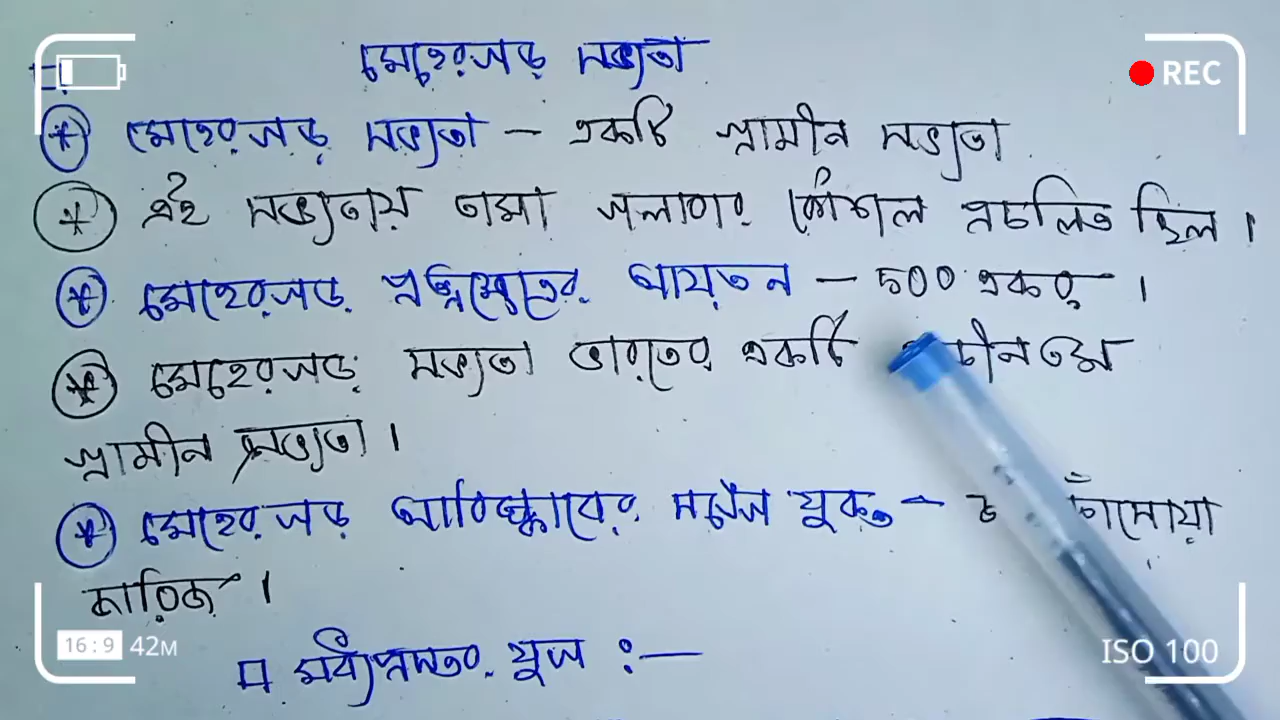 মেহেরগড় সভ্যতা
REC
* মেহেরগড় সভ্যতা – একটি গ্রামীন সভ্যতা
* এই সভ্যতায় তামা গলাবার কৌশল প্রচলিত ছিল।
* মেহেরগড় প্রত্নক্ষেত্রের আয়তন – 500 একর।
* মেহেরগড় সভ্যতা ভারতের একটি
গ্রামীন সভ্যতা।
* মেহেরগড় আবিষ্কারের সঙ্গে যুক্ত –
জারিজ।
16:9 42M
ISO 100
□ মধ্যপ্রস্তর যুগ :—